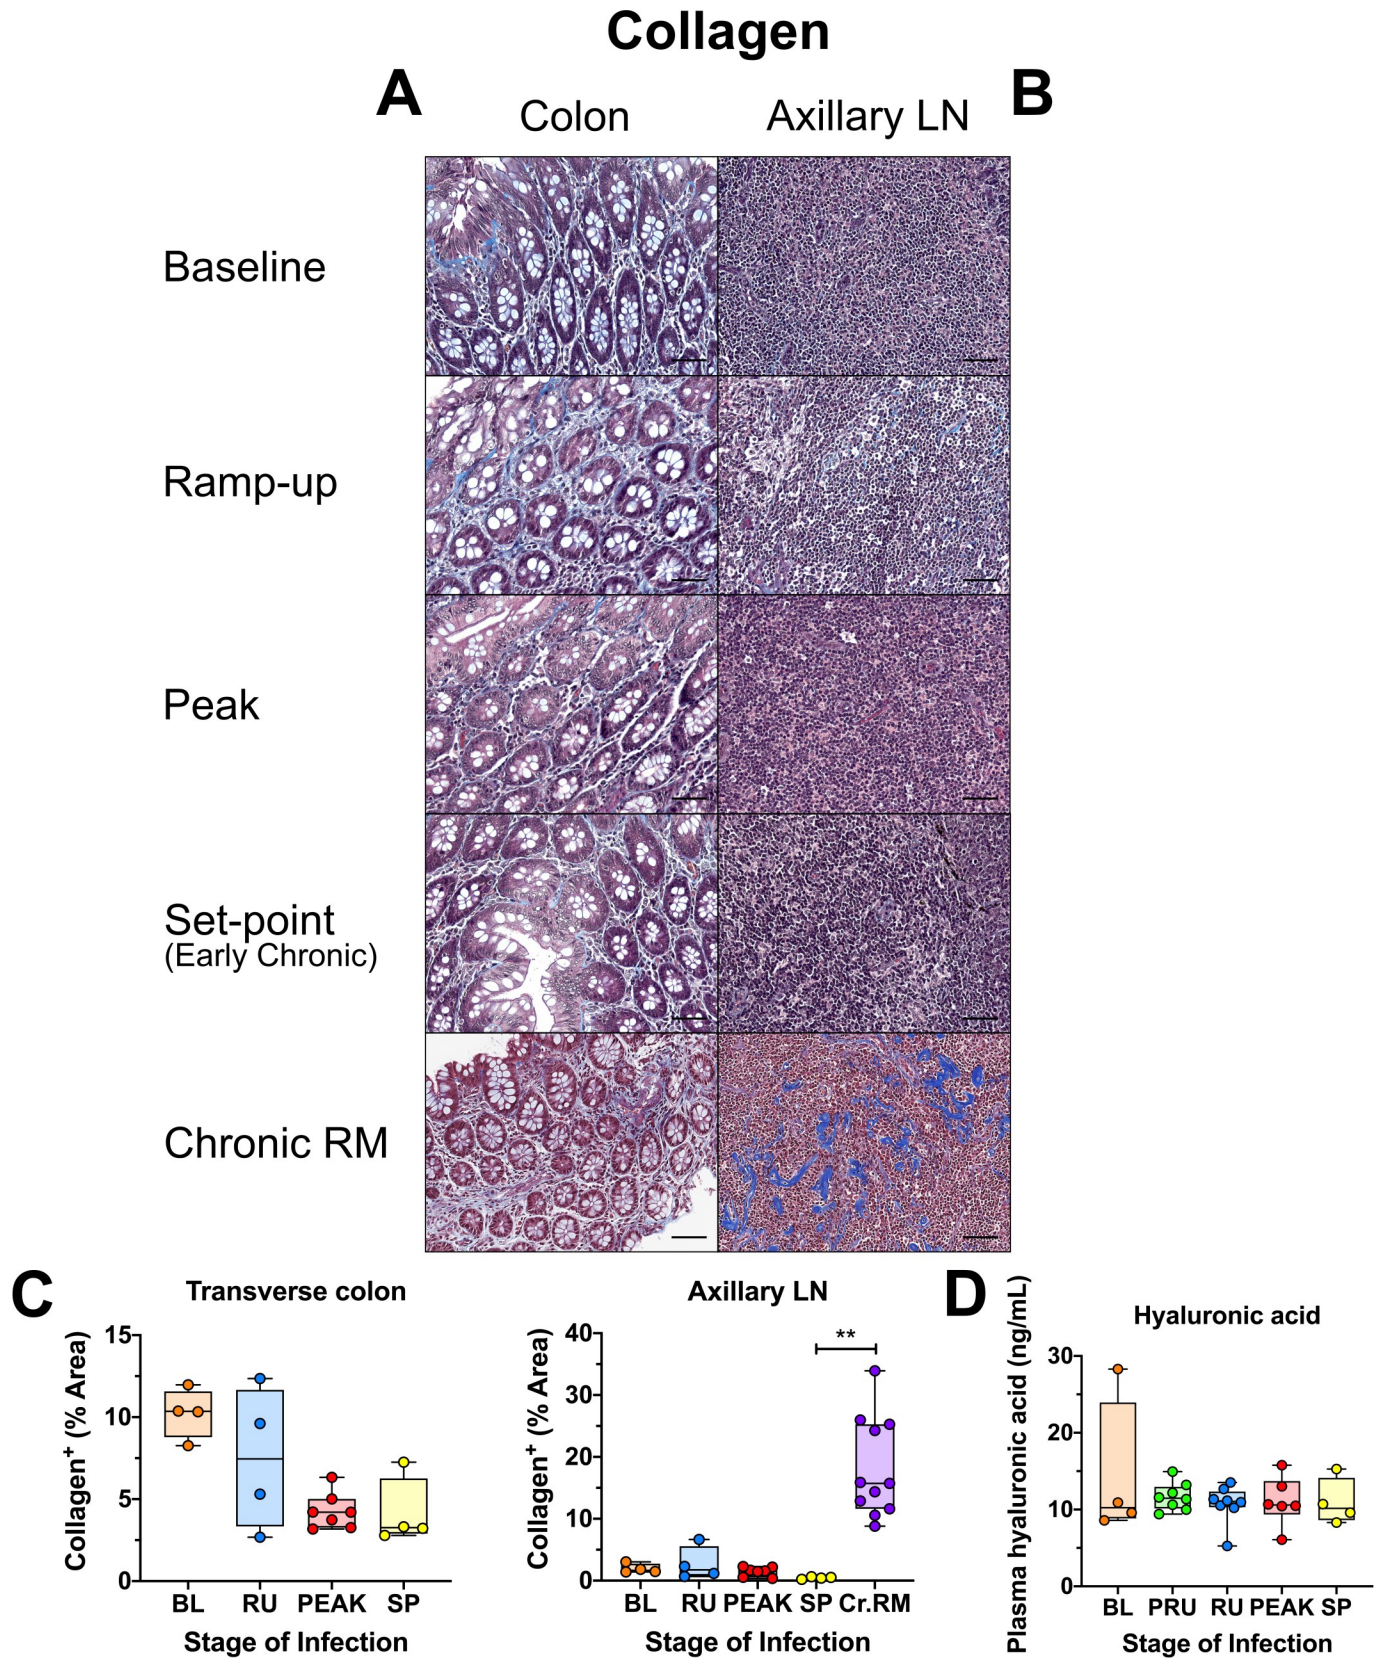 Collagen
A
B
Colon
Axillary LN
Baseline
Ramp-up
Peak
Set-point
(Early Chronic)
Chronic RM
C
Transverse colon
Collagen⁺ (% Area)
15
10
5
0
BL RU PEAK SP
Stage of Infection
Axillary LN
Collagen⁺ (% Area)
40
30
20
10
0
**
BL RU PEAK SP Cr.RM
Stage of Infection
D
Hyaluronic acid
Plasma hyaluronic acid (ng/mL)
30
20
10
0
BL PRU RU PEAK SP
Stage of Infection